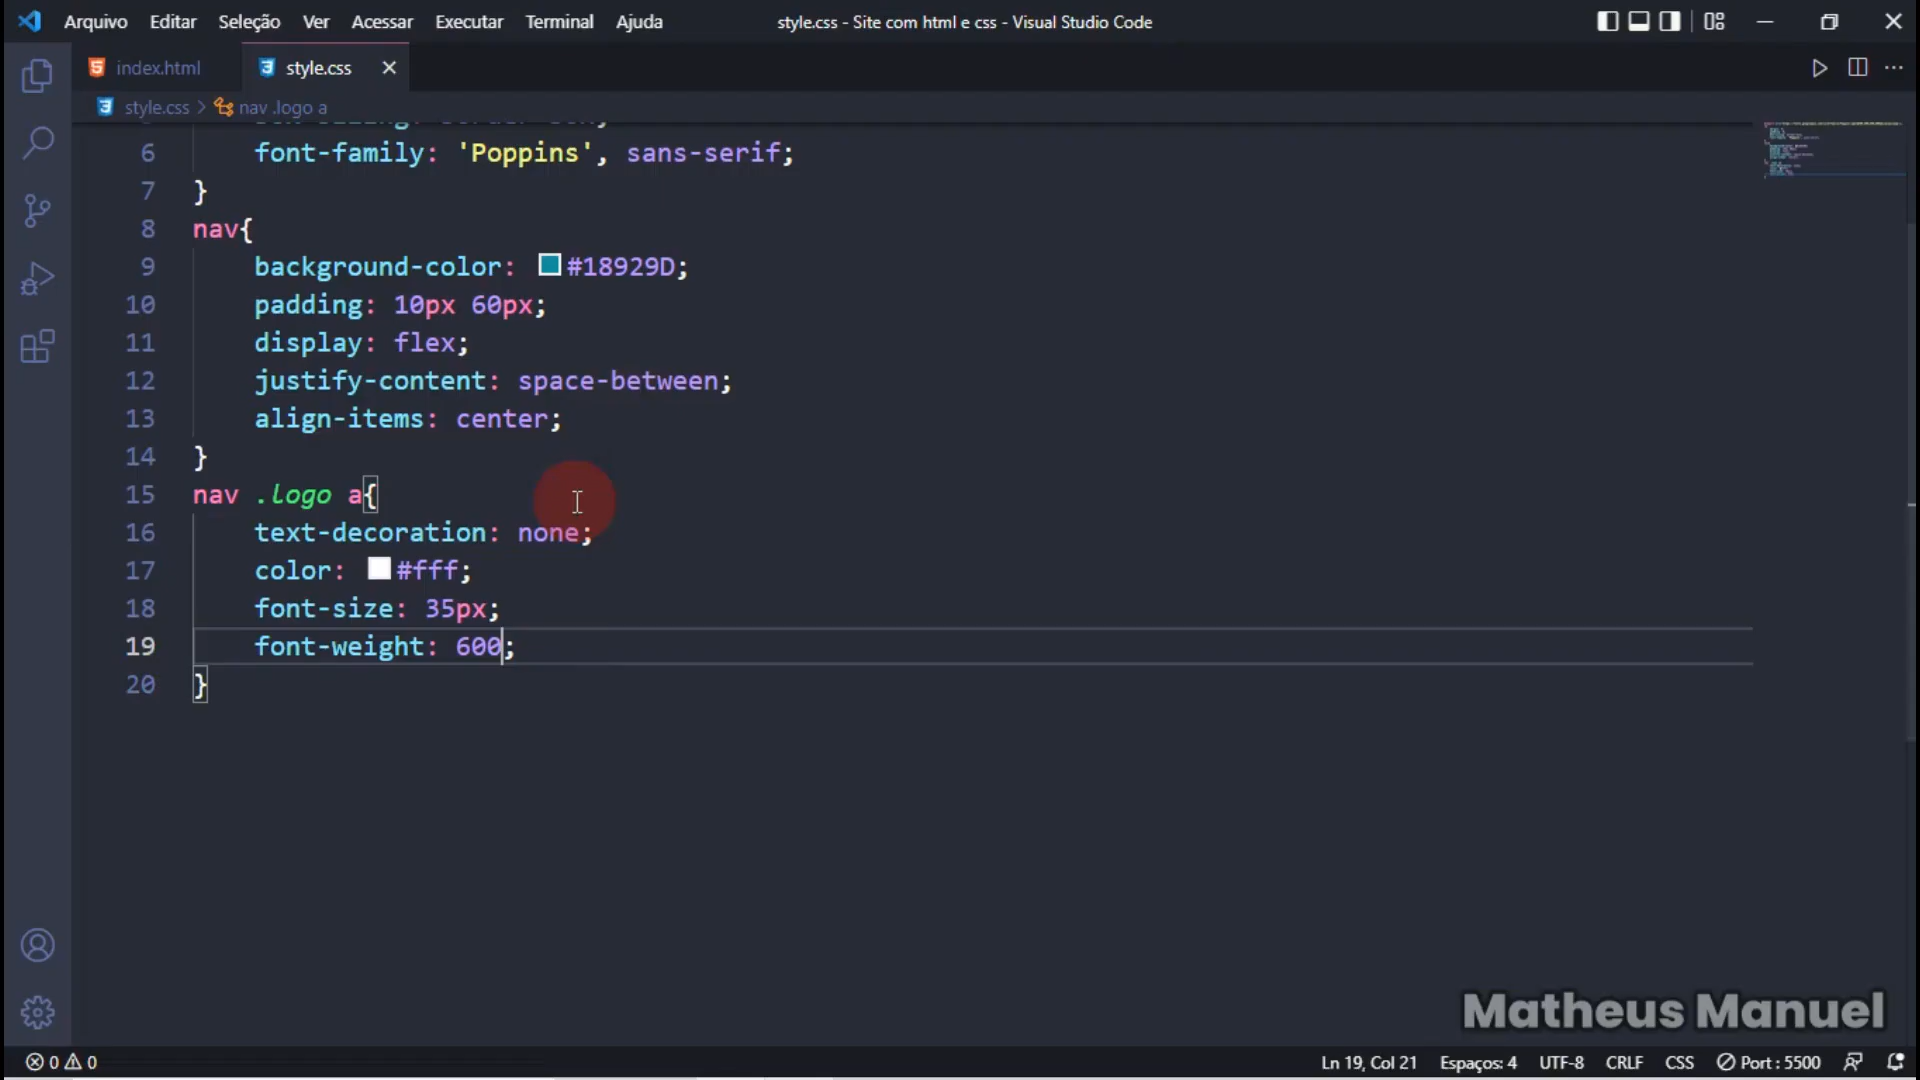 Arquivo Editar Seleção Ver Acessar Executar Terminal Ajuda style.css - Site com html e css - Visual Studio Code
index.html style.css
style.css > nav .logo a
6 font-family: 'Poppins', sans-serif;
7 }
8 nav{
9 background-color: #18929D;
10 padding: 10px 60px;
11 display: flex;
12 justify-content: space-between;
13 align-items: center;
14 }
15 nav .logo a{
16 text-decoration: none;
17 color: #fff;
18 font-size: 35px;
19 font-weight: 600;
20 }
Matheus Manuel
0 0 Ln 19, Col 21 Espaços: 4 UTF-8 CRLF CSS Port : 5500